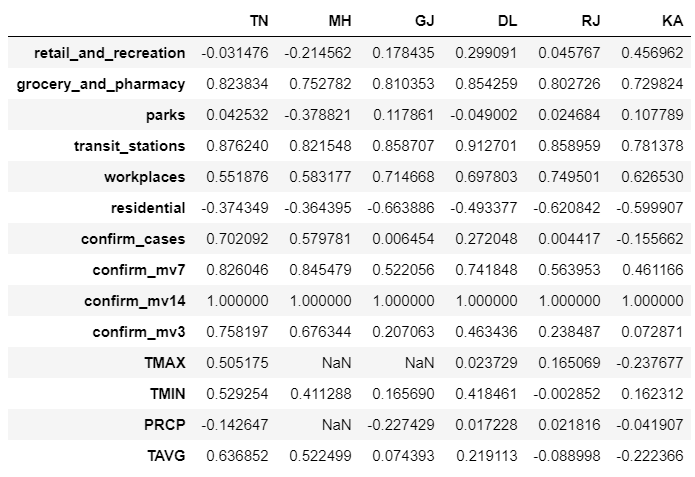 TN MH GJ DL RJ KA
retail_and_recreation -0.031476 -0.214562 0.178435 0.299091 0.045767 0.456962
grocery_and_pharmacy 0.823834 0.752782 0.810353 0.854259 0.802726 0.729824
parks 0.042532 -0.378821 0.117861 -0.049002 0.024684 0.107789
transit_stations 0.876240 0.821548 0.858707 0.912701 0.858959 0.781378
workplaces 0.551876 0.583177 0.714668 0.697803 0.749501 0.626530
residential -0.374349 -0.364395 -0.663886 -0.493377 -0.620842 -0.599907
confirm_cases 0.702092 0.579781 0.006454 0.272048 0.004417 -0.155662
confirm_mv7 0.826046 0.845479 0.522056 0.741848 0.563953 0.461166
confirm_mv14 1.000000 1.000000 1.000000 1.000000 1.000000 1.000000
confirm_mv3 0.758197 0.676344 0.207063 0.463436 0.238487 0.072871
TMAX 0.505175 NaN NaN 0.023729 0.165069 -0.237677
TMIN 0.529254 0.411288 0.165690 0.418461 -0.002852 0.162312
PRCP -0.142647 NaN -0.227429 0.017228 0.021816 -0.041907
TAVG 0.636852 0.522499 0.074393 0.219113 -0.088998 -0.222366